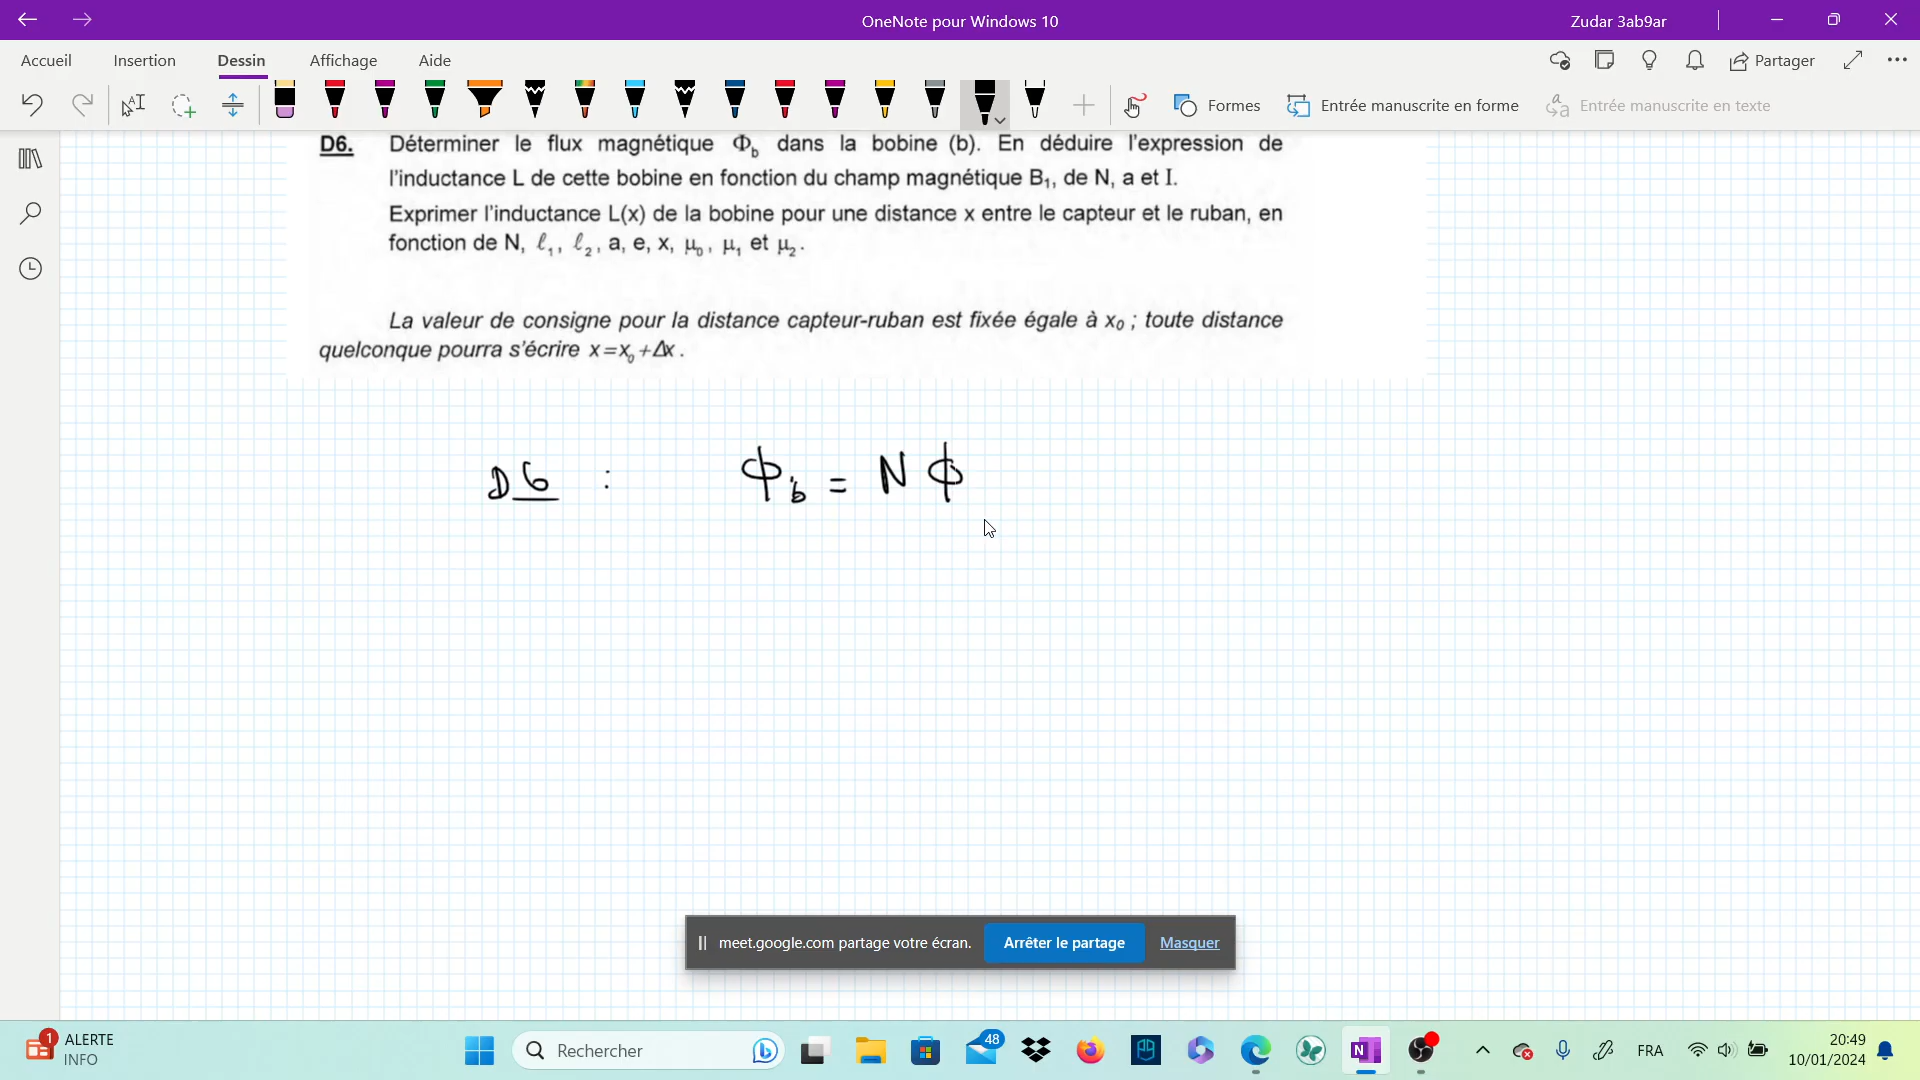 OneNote pour Windows 10
Zudar 3ab9ar
Accueil
Insertion
Dessin
Affichage
Aide
Partager
Formes
Entrée manuscrite en forme
Entrée manuscrite en texte
D6. Déterminer le flux magnétique Φb dans la bobine (b). En déduire l'expression de
l'inductance L de cette bobine en fonction du champ magnétique B₁, de N, a et I.
Exprimer l'inductance L(x) de la bobine pour une distance x entre le capteur et le ruban, en
fonction de N, ℓ₁, ℓ₂, a, e, x, μ₀, μ₁ et μ₂.
La valeur de consigne pour la distance capteur-ruban est fixée égale à x₀ ; toute distance
quelconque pourra s'écrire x=x₀+Δx.
D6 : Φb = N Φ
meet.google.com partage votre écran.
Arrêter le partage
Masquer
1
ALERTE
INFO
Rechercher
48
FRA
20:49
10/01/2024